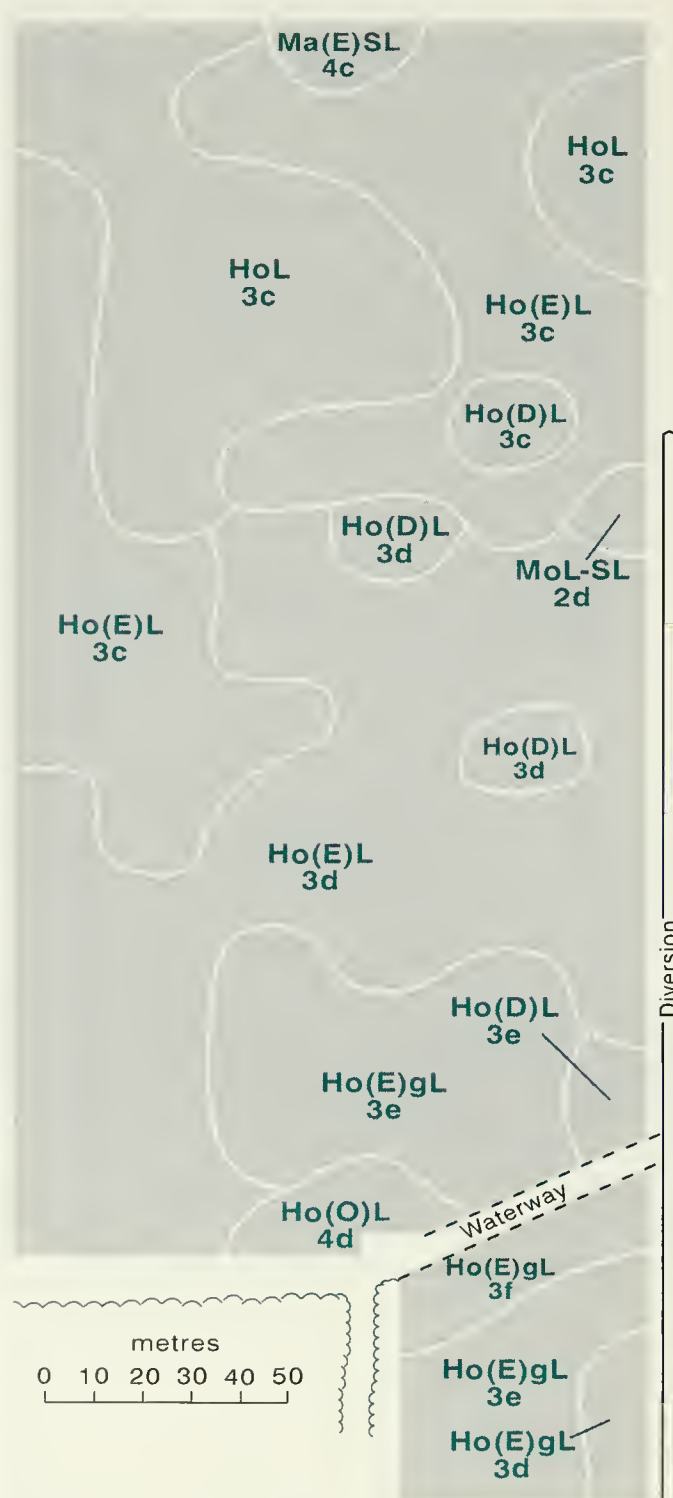 Ma(E)SL
4c
HoL
3c
HoL
3c
Ho(E)L
3c
Ho(D)L
3c
Ho(D)L
3d
MoL-SL
2d
Ho(E)L
3c
Ho(D)L
3d
Ho(E)L
3d
Diversion
Ho(D)L
3e
Ho(E)gL
3e
Ho(O)L
4d
Waterway
Ho(E)gL
3f
metres
0 10 20 30 40 50
Ho(E)gL
3e
Ho(E)gL
3d